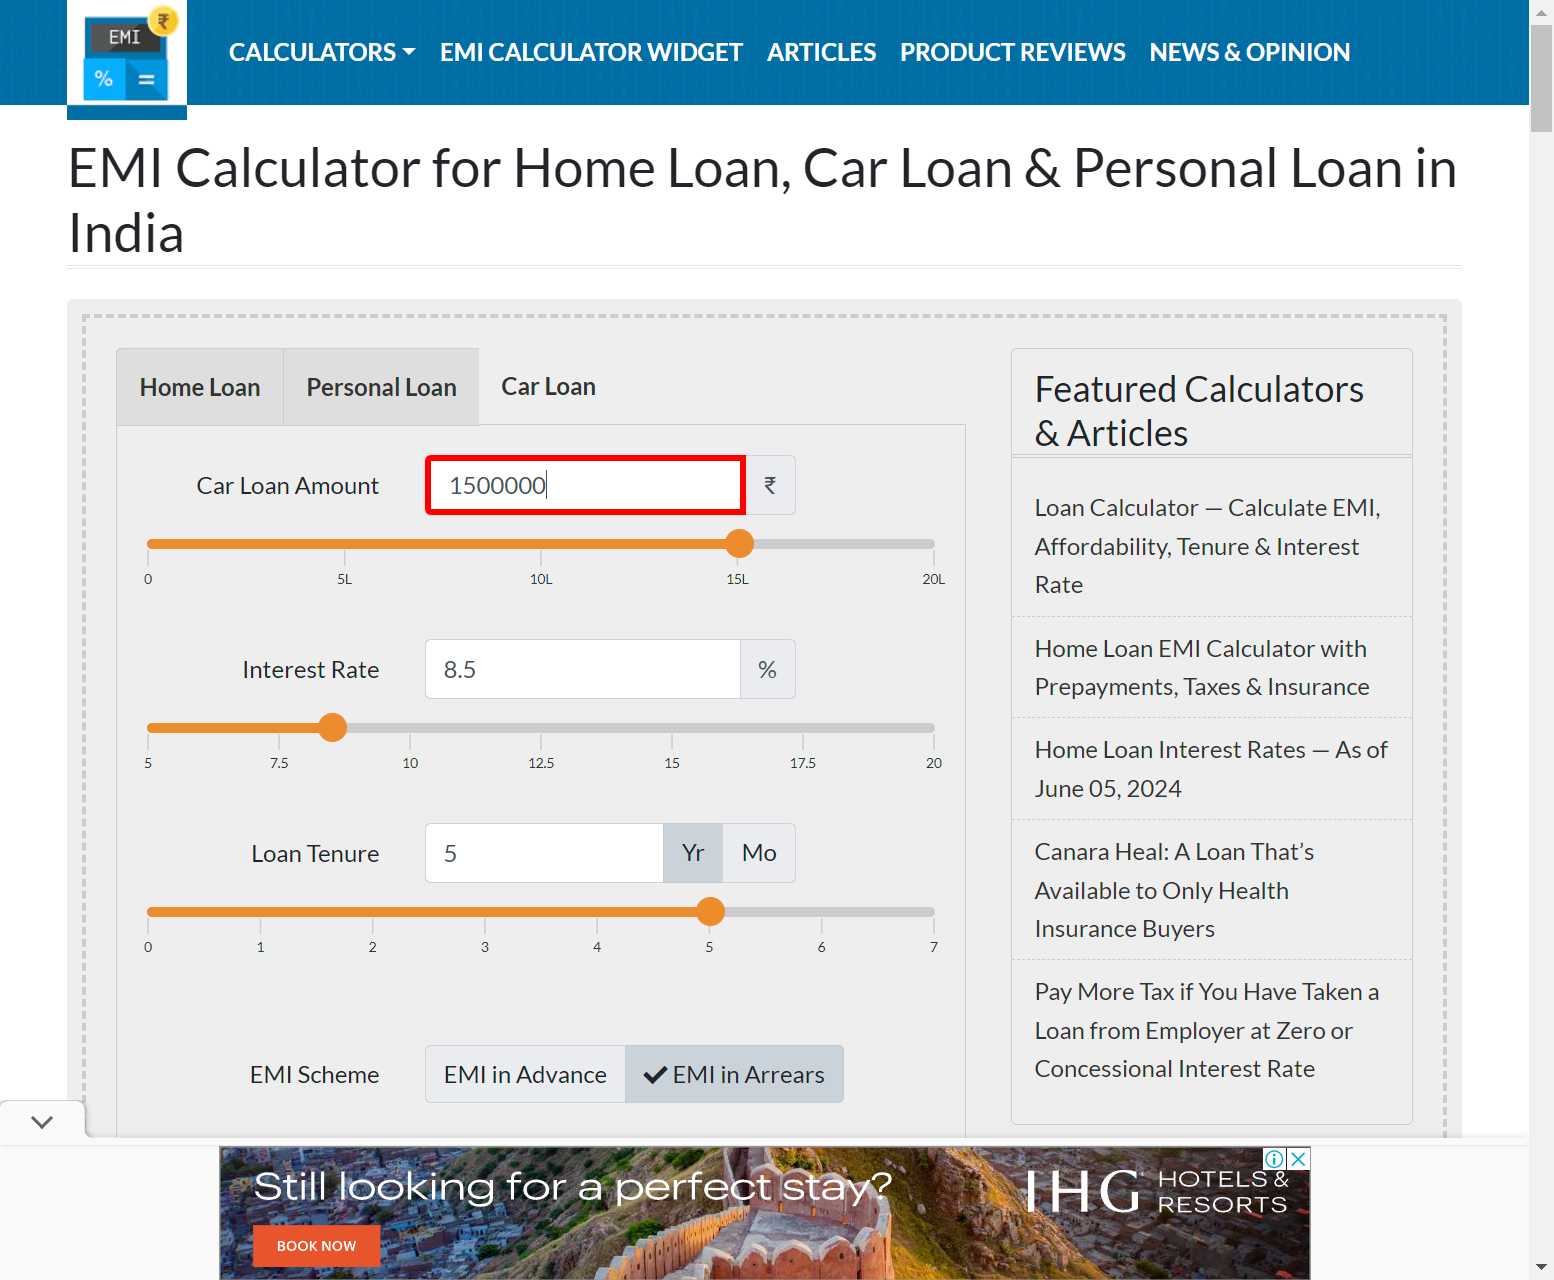 EMI
₹
%
=
CALCULATORS
EMI CALCULATOR WIDGET
ARTICLES
PRODUCT REVIEWS
NEWS & OPINION
EMI Calculator for Home Loan, Car Loan & Personal Loan in
India
Home Loan
Personal Loan
Car Loan
Car Loan Amount
1500000
₹
0
5L
10L
15L
20L
Interest Rate
8.5
%
5
7.5
10
12.5
15
17.5
20
Loan Tenure
5
Yr
Mo
0
1
2
3
4
5
6
7
EMI Scheme
EMI in Advance
EMI in Arrears
Featured Calculators
& Articles
Loan Calculator — Calculate EMI,
Affordability, Tenure & Interest
Rate
Home Loan EMI Calculator with
Prepayments, Taxes & Insurance
Home Loan Interest Rates — As of
June 05, 2024
Canara Heal: A Loan That’s
Available to Only Health
Insurance Buyers
Pay More Tax if You Have Taken a
Loan from Employer at Zero or
Concessional Interest Rate
Still looking for a perfect stay?
BOOK NOW
IHG HOTELS &
RESORTS